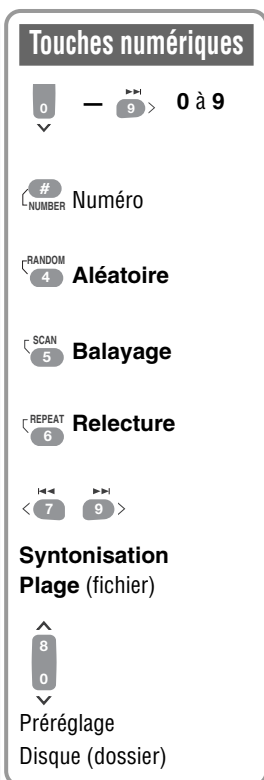 Touches numériques
0 — 9 0 à 9
# NUMBER Numéro
RANDOM
4 Aléatoire
SCAN
5 Balayage
REPEAT
6 Relecture
7 9
Syntonisation
Plage (fichier)
8
0
Préréglage
Disque (dossier)